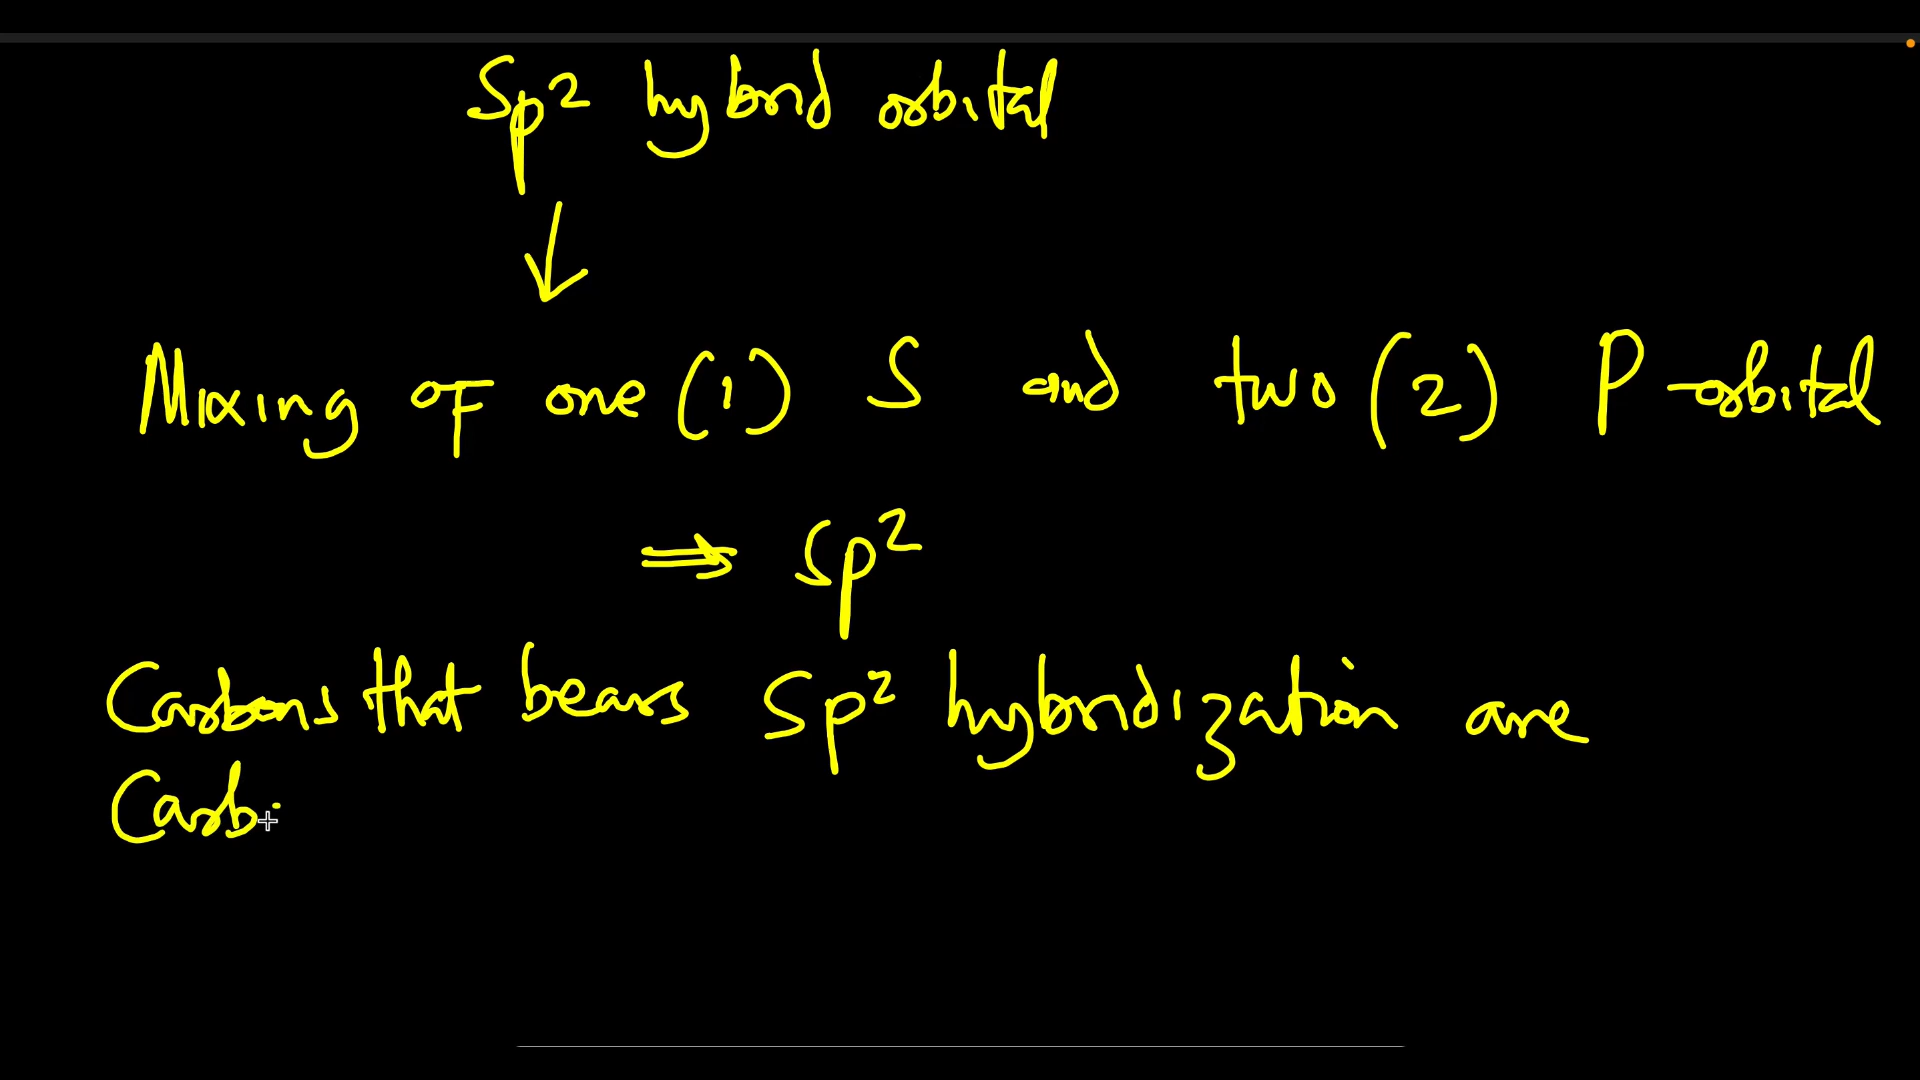 Sp² hybrid orbital
Mixing of one (1) S and two (2) P-orbital
⇒ Sp²
Carbons that bears Sp² hybridization are
Carb